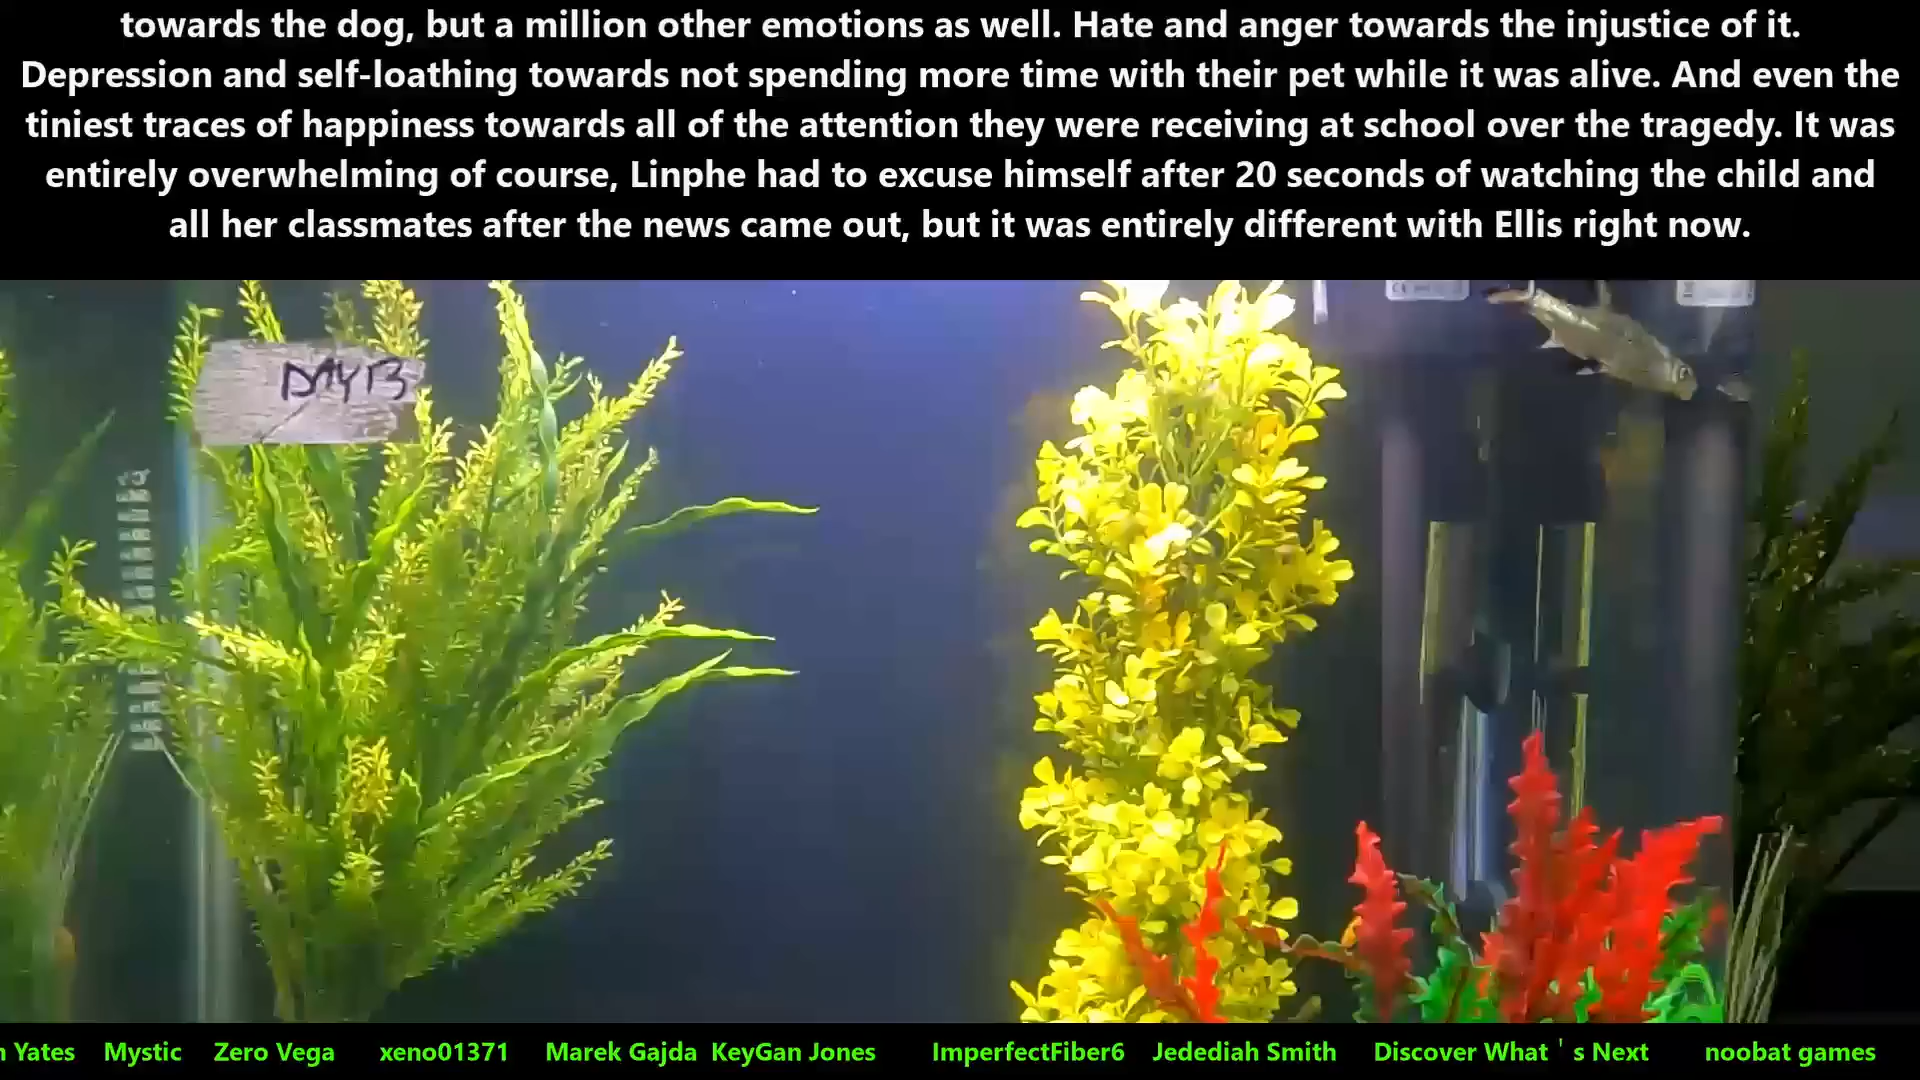 towards the dog, but a million other emotions as well. Hate and anger towards the injustice of it.
Depression and self-loathing towards not spending more time with their pet while it was alive. And even the
tiniest traces of happiness towards all of the attention they were receiving at school over the tragedy. It was
entirely overwhelming of course, Linphe had to excuse himself after 20 seconds of watching the child and
all her classmates after the news came out, but it was entirely different with Ellis right now.
DAY 13
Yates Mystic Zero Vega xeno01371 Marek Gajda KeyGan Jones ImperfectFiber6 Jedediah Smith Discover What ' s Next noobat games